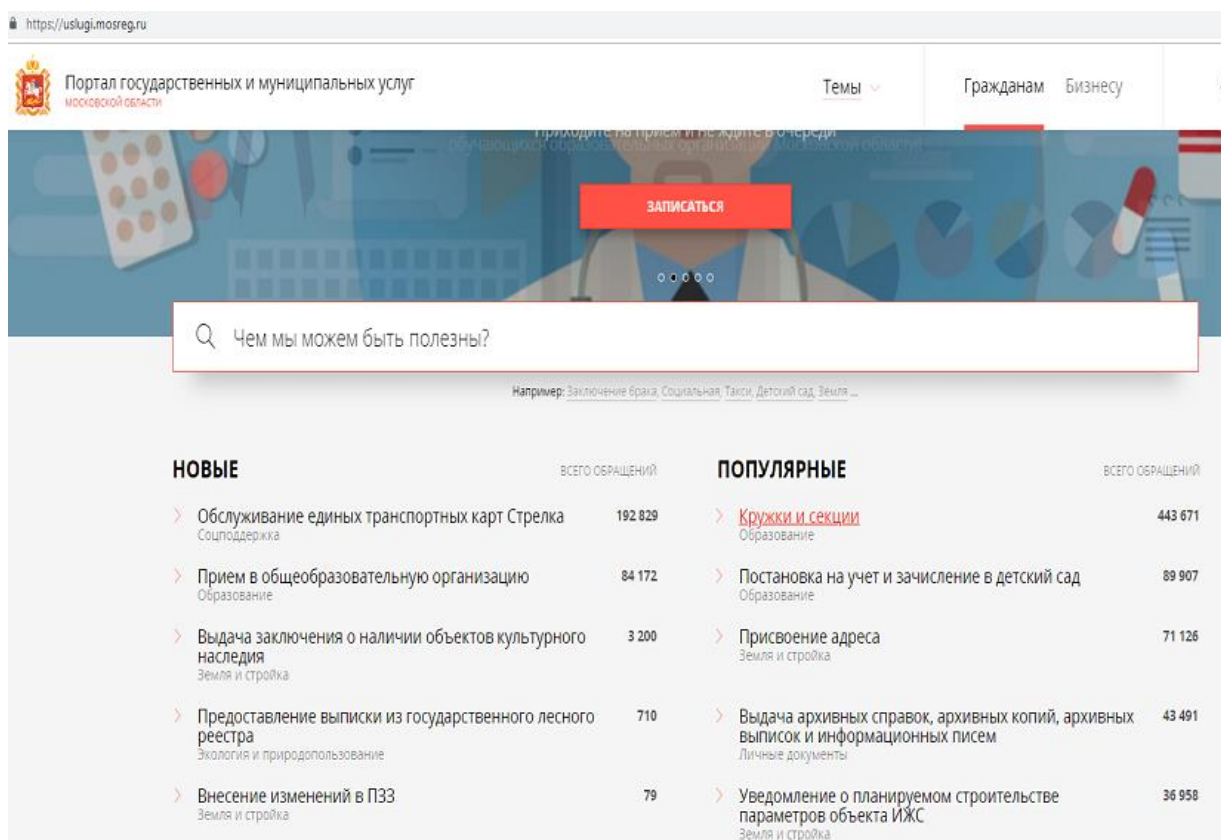 https://uslugi.mosreg.ru
Портал государственных и муниципальных услуг
МОСКОВСКОЙ ОБЛАСТИ
Темы
Гражданам
Бизнесу
Приходите на прием и не ждите в очереди
обучающихся образовательных организаций Московской области!
ЗАПИСАТЬСЯ
Чем мы можем быть полезны?
Например: Заключение брака, Социальная, Такси, Детский сад, Земля ...
НОВЫЕ
ВСЕГО ОБРАЩЕНИЙ
Обслуживание единых транспортных карт Стрелка 192 829
Соцподдержка
Прием в общеобразовательную организацию 84 172
Образование
Выдача заключения о наличии объектов культурного 3 200
наследия
Земля и стройка
Предоставление выписки из государственного лесного 710
реестра
Экология и природопользование
Внесение изменений в ПЗЗ 79
Земля и стройка
ПОПУЛЯРНЫЕ
ВСЕГО ОБРАЩЕНИЙ
Кружки и секции 443 671
Образование
Постановка на учет и зачисление в детский сад 89 907
Образование
Присвоение адреса 71 126
Земля и стройка
Выдача архивных справок, архивных копий, архивных 43 491
выписок и информационных писем
Личные документы
Уведомление о планируемом строительстве 36 958
параметров объекта ИЖС
Земля и стройка